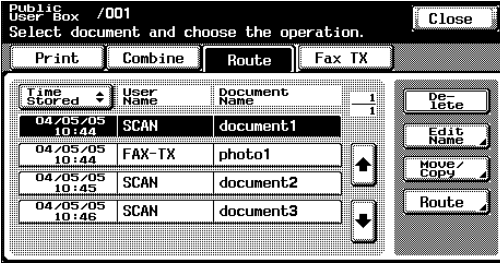 Public
User Box /001
Close
Select document and choose the operation.
Print Combine Route Fax TX
Time
Stored
User
Name
Document
Name
1
1
De-
lete
04/05/05
10:44 SCAN document1
Edit
Name
04/05/05
10:44 FAX-TX photo1
Move/
Copy
04/05/05
10:45 SCAN document2
Route
04/05/05
10:46 SCAN document3